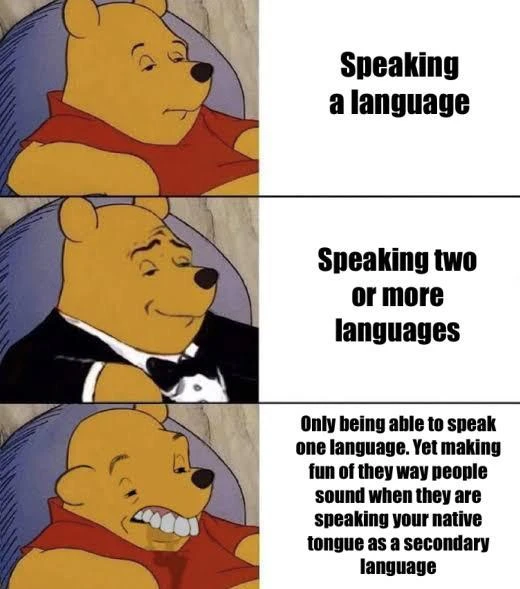 Speaking
a language
Speaking two
or more
languages
Only being able to speak
one language. Yet making
fun of they way people
sound when they are
speaking your native
tongue as a secondary
language